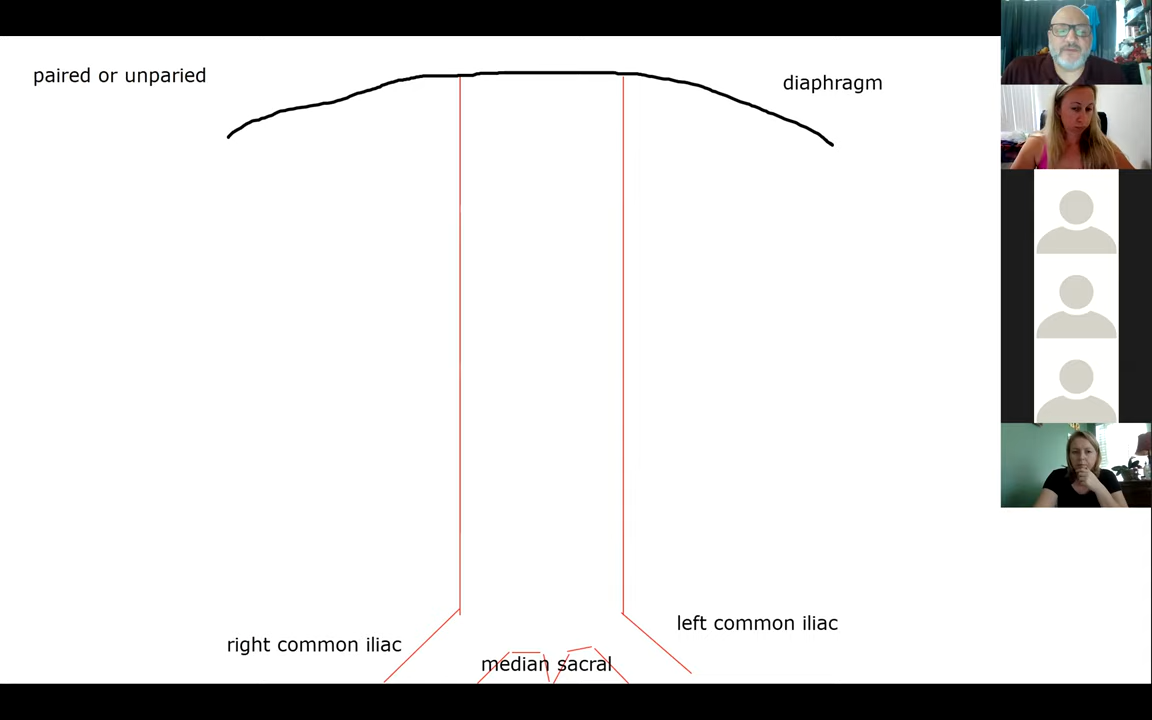 paired or unparied
diaphragm
left common iliac
right common iliac
median sacral